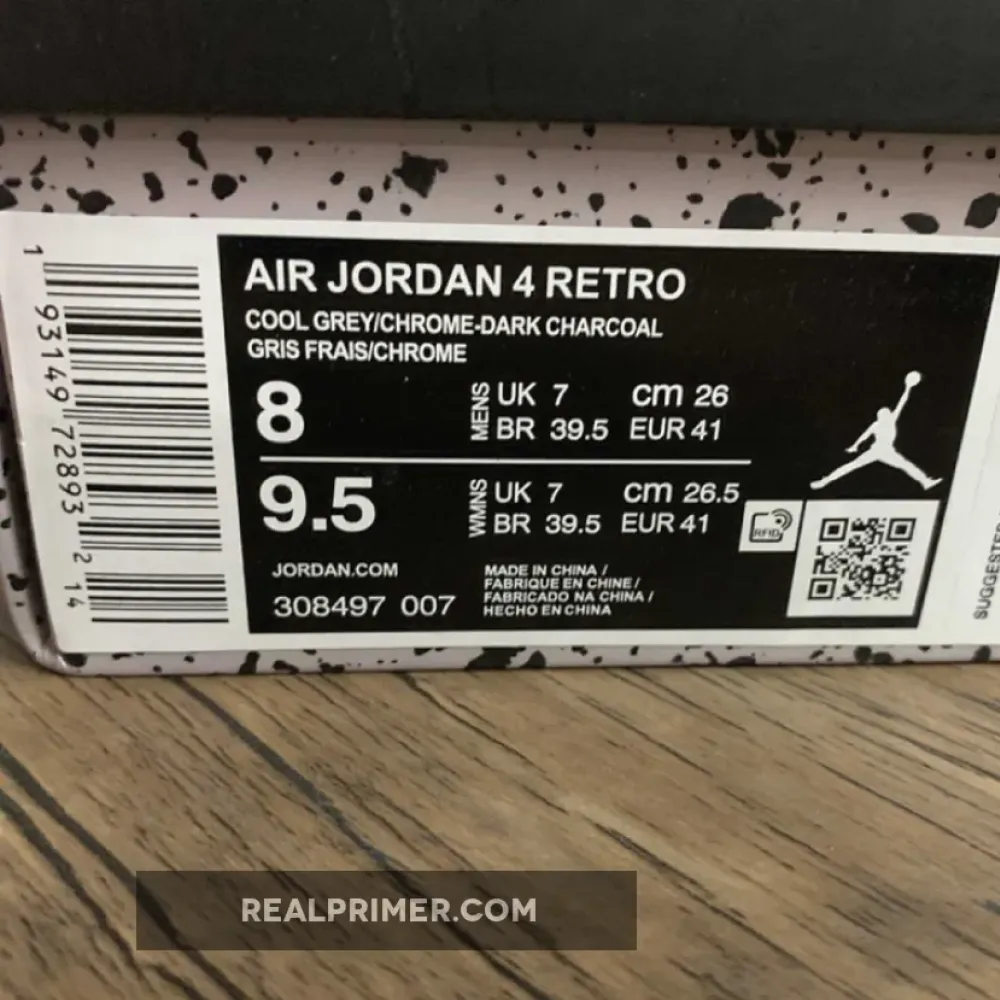 AIR JORDAN 4 RETRO
COOL GREY/CHROME-DARK CHARCOAL
GRIS FRAIS/CHROME
8 MENS UK 7 cm 26
BR 39.5 EUR 41
9.5 WMNS UK 7 cm 26.5
BR 39.5 EUR 41
RFID
JORDAN.COM
308497 007
MADE IN CHINA /
FABRIQUE EN CHINE /
FABRICADO NA CHINA /
HECHO EN CHINA
1 93149 72893 2 14
REALPRIMER.COM